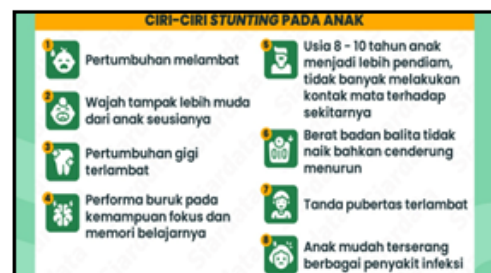 CIRI-CIRI STUNTING PADA ANAK
1
Pertumbuhan melambat
2
Wajah tampak lebih muda
dari anak seusianya
3
Pertumbuhan gigi
terlambat
4
Performa buruk pada
kemampuan fokus dan
memori belajarnya
5
Usia 8 - 10 tahun anak
menjadi lebih pendiam,
tidak banyak melakukan
kontak mata terhadap
sekitarnya
6
Berat badan balita tidak
naik bahkan cenderung
menurun
7
Tanda pubertas terlambat
8
Anak mudah terserang
berbagai penyakit infeksi